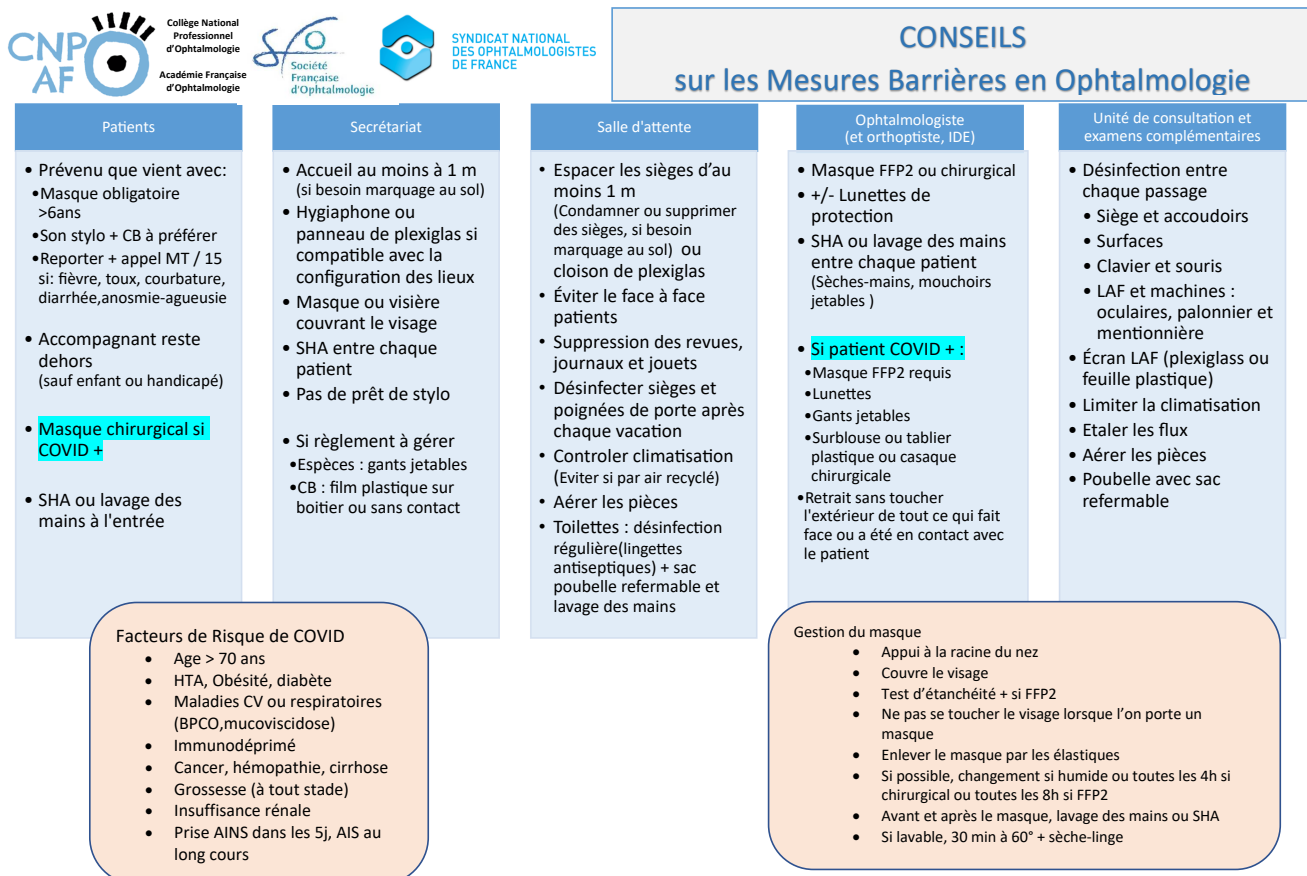 CNP
AF
Collège National
Professionnel
d'Ophtalmologie
Académie Française
d'Ophtalmologie
sfo
Société
Française
d'Ophtalmologie
SYNDICAT NATIONAL
DES OPHTALMOLOGISTES
DE FRANCE
CONSEILS
sur les Mesures Barrières en Ophtalmologie
Patients
• Prévenu que vient avec:
•Masque obligatoire
>6ans
•Son stylo + CB à préférer
•Reporter + appel MT / 15
si: fièvre, toux, courbature,
diarrhée,anosmie-agueusie
• Accompagnant reste
dehors
(sauf enfant ou handicapé)
• Masque chirurgical si
COVID +
• SHA ou lavage des
mains à l'entrée
Secrétariat
• Accueil au moins à 1 m
(si besoin marquage au sol)
• Hygiaphone ou
panneau de plexiglas si
compatible avec la
configuration des lieux
• Masque ou visière
couvrant le visage
• SHA entre chaque
patient
• Pas de prêt de stylo
• Si règlement à gérer
•Espèces : gants jetables
•CB : film plastique sur
boitier ou sans contact
Salle d'attente
• Espacer les sièges d'au
moins 1 m
(Condamner ou supprimer
des sièges, si besoin
marquage au sol) ou
cloison de plexiglas
• Éviter le face à face
patients
• Suppression des revues,
journaux et jouets
• Désinfecter sièges et
poignées de porte après
chaque vacation
• Controler climatisation
(Eviter si par air recyclé)
• Aérer les pièces
• Toilettes : désinfection
régulière(lingettes
antiseptiques) + sac
poubelle refermable et
lavage des mains
Ophtalmologiste
(et orthoptiste, IDE)
• Masque FFP2 ou chirurgical
• +/- Lunettes de
protection
• SHA ou lavage des mains
entre chaque patient
(Sèches-mains, mouchoirs
jetables )
• Si patient COVID + :
•Masque FFP2 requis
•Lunettes
•Gants jetables
•Surblouse ou tablier
plastique ou casaque
chirurgicale
•Retrait sans toucher
l'extérieur de tout ce qui fait
face ou a été en contact avec
le patient
Unité de consultation et
examens complémentaires
• Désinfection entre
chaque passage
• Siège et accoudoirs
• Surfaces
• Clavier et souris
• LAF et machines :
oculaires, palonnier et
mentionnière
• Écran LAF (plexiglass ou
feuille plastique)
• Limiter la climatisation
• Etaler les flux
• Aérer les pièces
• Poubelle avec sac
refermable
Facteurs de Risque de COVID
• Age > 70 ans
• HTA, Obésité, diabète
• Maladies CV ou respiratoires
(BPCO,mucoviscidose)
• Immunodéprimé
• Cancer, hémopathie, cirrhose
• Grossesse (à tout stade)
• Insuffisance rénale
• Prise AINS dans les 5j, AIS au
long cours
Gestion du masque
• Appui à la racine du nez
• Couvre le visage
• Test d'étanchéité + si FFP2
• Ne pas se toucher le visage lorsque l'on porte un
masque
• Enlever le masque par les élastiques
• Si possible, changement si humide ou toutes les 4h si
chirurgical ou toutes les 8h si FFP2
• Avant et après le masque, lavage des mains ou SHA
• Si lavable, 30 min à 60° + sèche-linge